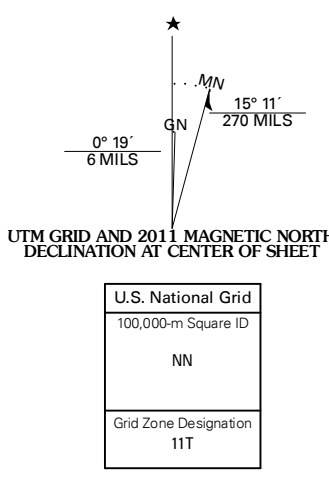 MN
GN
15° 11´
270 MILS
0° 19´
6 MILS
UTM GRID AND 2011 MAGNETIC NORTH
DECLINATION AT CENTER OF SHEET
U.S. National Grid
100,000-m Square ID
NN
Grid Zone Designation
11T